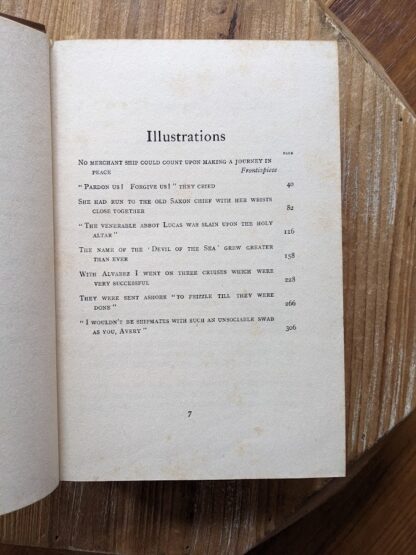 Illustrations
PAGE
No merchant ship could count upon making a journey in
peace Frontispiece
“ Pardon us! Forgive us! ” they cried 40
She had run to the old Saxon chief with her wrists
close together 82
“ The venerable abbot Lucas was slain upon the holy
altar ” 126
The name of the ‘Devil of the Sea’ grew greater
than ever 158
With Alvarez I went on three cruises which were
very successful 228
They were sent ashore “ to frizzle till they were
done ” 266
“ I wouldn’t be shipmates with such an unsociable swab
as you, Avery ” 306
7